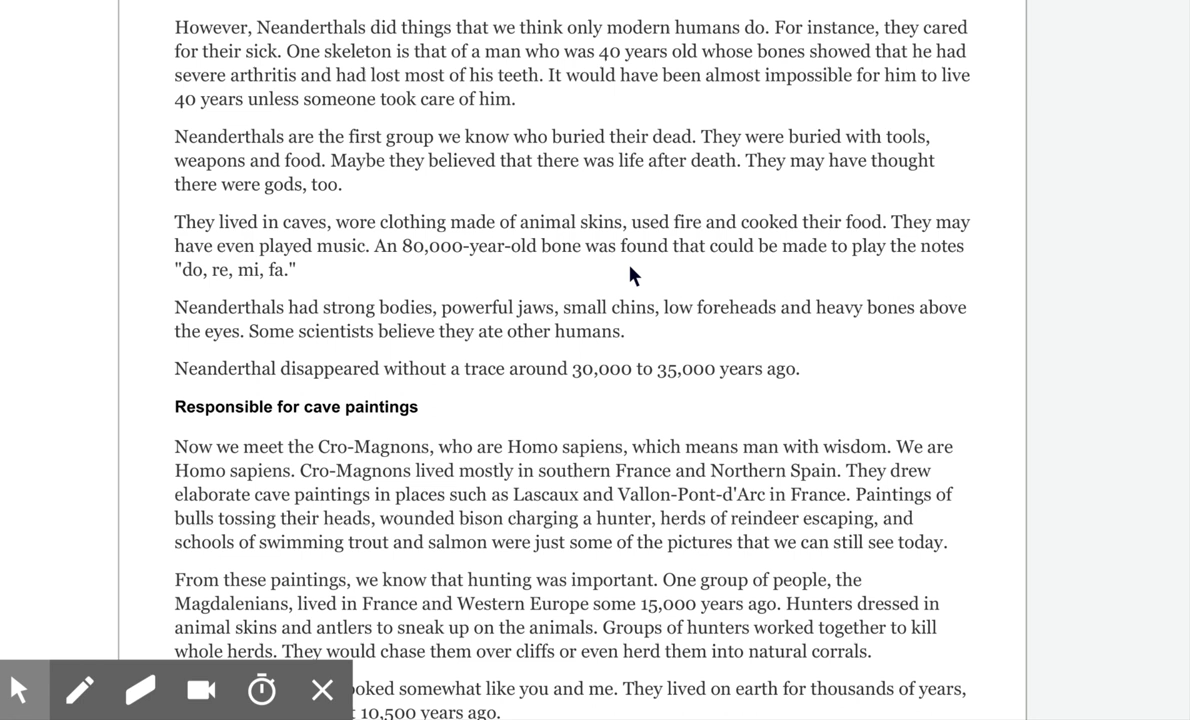 However, Neanderthals did things that we think only modern humans do. For instance, they cared
for their sick. One skeleton is that of a man who was 40 years old whose bones showed that he had
severe arthritis and had lost most of his teeth. It would have been almost impossible for him to live
40 years unless someone took care of him.
Neanderthals are the first group we know who buried their dead. They were buried with tools,
weapons and food. Maybe they believed that there was life after death. They may have thought
there were gods, too.
They lived in caves, wore clothing made of animal skins, used fire and cooked their food. They may
have even played music. An 80,000-year-old bone was found that could be made to play the notes
"do, re, mi, fa."
Neanderthals had strong bodies, powerful jaws, small chins, low foreheads and heavy bones above
the eyes. Some scientists believe they ate other humans.
Neanderthal disappeared without a trace around 30,000 to 35,000 years ago.
Responsible for cave paintings
Now we meet the Cro-Magnons, who are Homo sapiens, which means man with wisdom. We are
Homo sapiens. Cro-Magnons lived mostly in southern France and Northern Spain. They drew
elaborate cave paintings in places such as Lascaux and Vallon-Pont-d'Arc in France. Paintings of
bulls tossing their heads, wounded bison charging a hunter, herds of reindeer escaping, and
schools of swimming trout and salmon were just some of the pictures that we can still see today.
From these paintings, we know that hunting was important. One group of people, the
Magdalenians, lived in France and Western Europe some 15,000 years ago. Hunters dressed in
animal skins and antlers to sneak up on the animals. Groups of hunters worked together to kill
whole herds. They would chase them over cliffs or even herd them into natural corrals.
somewhat like you and me. They lived on earth for thousands of years,
10,500 years ago.